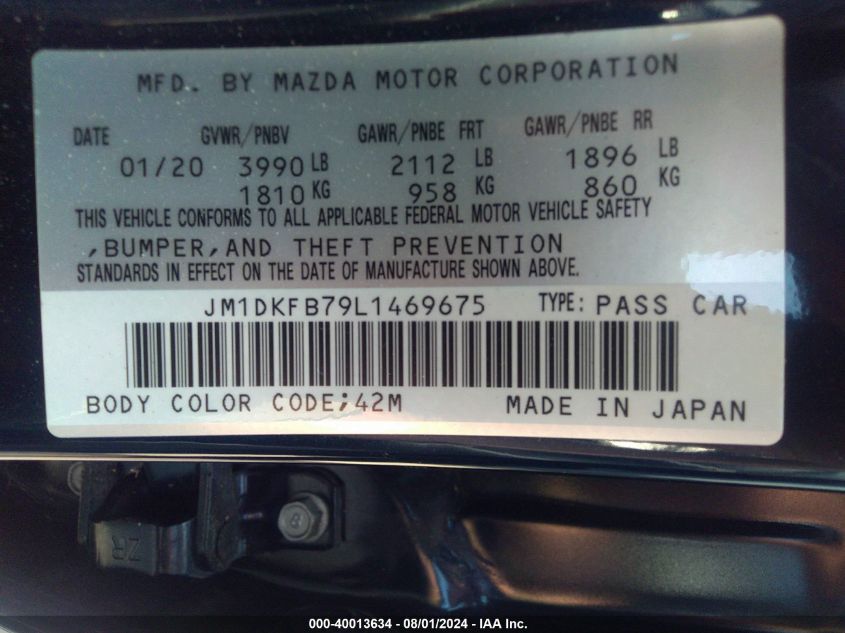 MFD. BY MAZDA MOTOR CORPORATION
DATE GVWR/PNBV GAWR/PNBE FRT GAWR/PNBE RR
01/20 3990 LB 2112 LB 1896 LB
1810 KG 958 KG 860 KG
THIS VEHICLE CONFORMS TO ALL APPLICABLE FEDERAL MOTOR VEHICLE SAFETY
,BUMPER,AND THEFT PREVENTION
STANDARDS IN EFFECT ON THE DATE OF MANUFACTURE SHOWN ABOVE.
JM1DKFB79L1469675 TYPE: PASS CAR
BODY COLOR CODE;42M MADE IN JAPAN
8
ZR
000-40013634 - 08/01/2024 - IAA Inc.